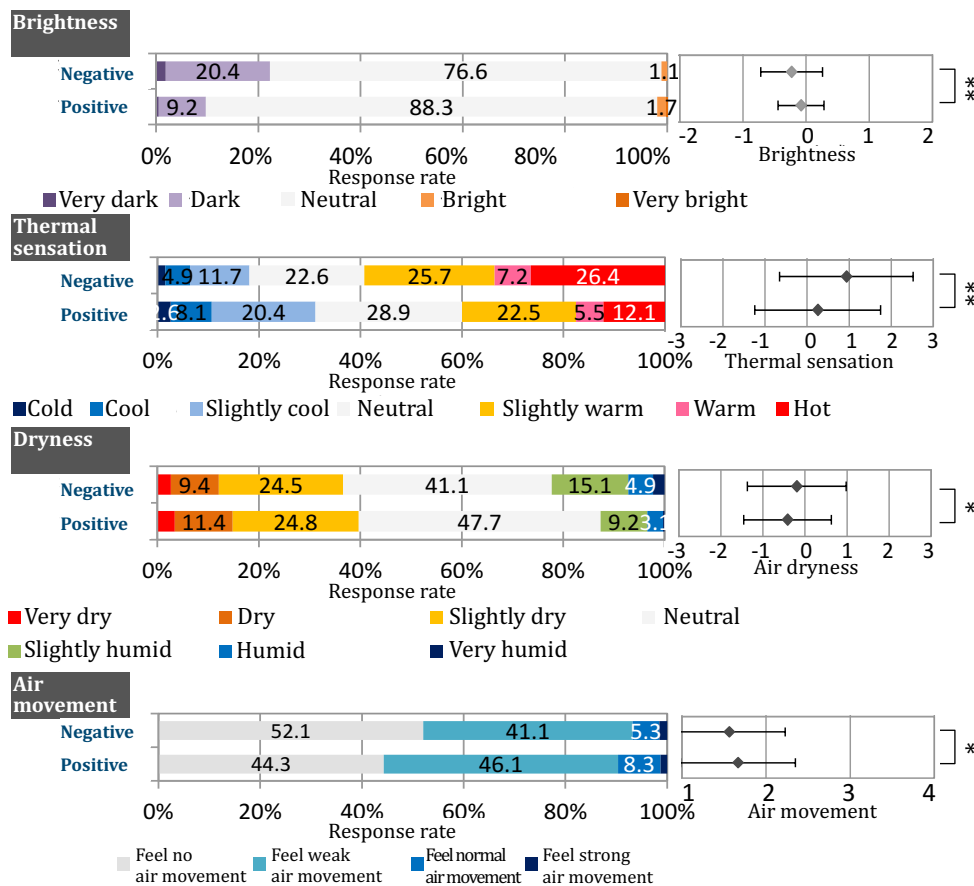 Brightness
Negative
20.4 76.6 1.1
Positive
9.2 88.3 1.7
0% 20% 40% 60% 80% 100%
Response rate
-2 -1 0 1 2
Brightness
**
Very dark Dark Neutral Bright Very bright
Thermal
sensation
Negative
4.9 11.7 22.6 25.7 7.2 26.4
Positive
8.1 20.4 28.9 22.5 5.5 12.1
0% 20% 40% 60% 80% 100%
Response rate
-3 -2 -1 0 1 2 3
Thermal sensation
**
Cold Cool Slightly cool Neutral Slightly warm Warm Hot
Dryness
Negative
9.4 24.5 41.1 15.1 4.9
Positive
11.4 24.8 47.7 9.2 3.1
0% 20% 40% 60% 80% 100%
Response rate
-3 -2 -1 0 1 2 3
Air dryness
*
Very dry Dry Slightly dry Neutral
Slightly humid Humid Very humid
Air
movement
Negative
52.1 41.1 5.3
Positive
44.3 46.1 8.3
0% 20% 40% 60% 80% 100%
Response rate
1 2 3 4
Air movement
*
Feel no Feel weak Feel normal Feel strong
air movement air movement air movement air movement